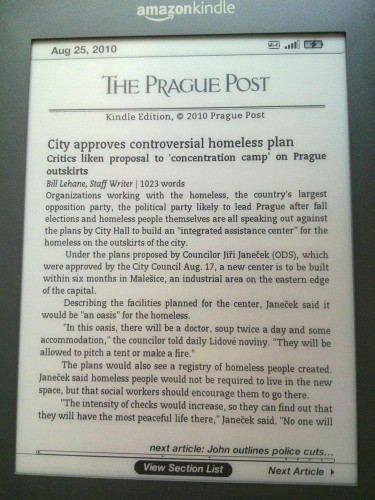 amazonkindle
Aug 25, 2010
Wi-Fi
THE PRAGUE POST
Kindle Edition, © 2010 Prague Post
City approves controversial homeless plan
Critics liken proposal to 'concentration camp' on Prague
outskirts
Bill Lehane, Staff Writer | 1023 words
Organizations working with the homeless, the country's largest
opposition party, the political party likely to lead Prague after fall
elections and homeless people themselves are all speaking out against
the plans by City Hall to build an "integrated assistance center" for the
homeless on the outskirts of the city.
Under the plans proposed by Councilor Jiří Janeček (ODS), which
were approved by the City Council Aug. 17, a new center is to be built
within six months in Malešice, an industrial area on the eastern edge
of the capital.
Describing the facilities planned for the center, Janeček said it
would be "an oasis" for the homeless.
"In this oasis, there will be a doctor, soup twice a day and some
accommodation," the councilor told daily Lidové noviny. "They will be
allowed to pitch a tent or make a fire."
The plans would also see a registry of homeless people created.
Janeček said homeless people would not be required to live in the new
space, but that social workers should encourage them to go there.
"The intensity of checks would increase, so they can find out that
they will have the most peaceful life there," Janeček said. "No one will
next article: John outlines police cuts...
View Section List
Next Article